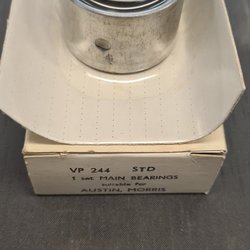 VP 244 STD
1 set MAIN BEARINGS
suitable for
AUSTIN, MORRIS